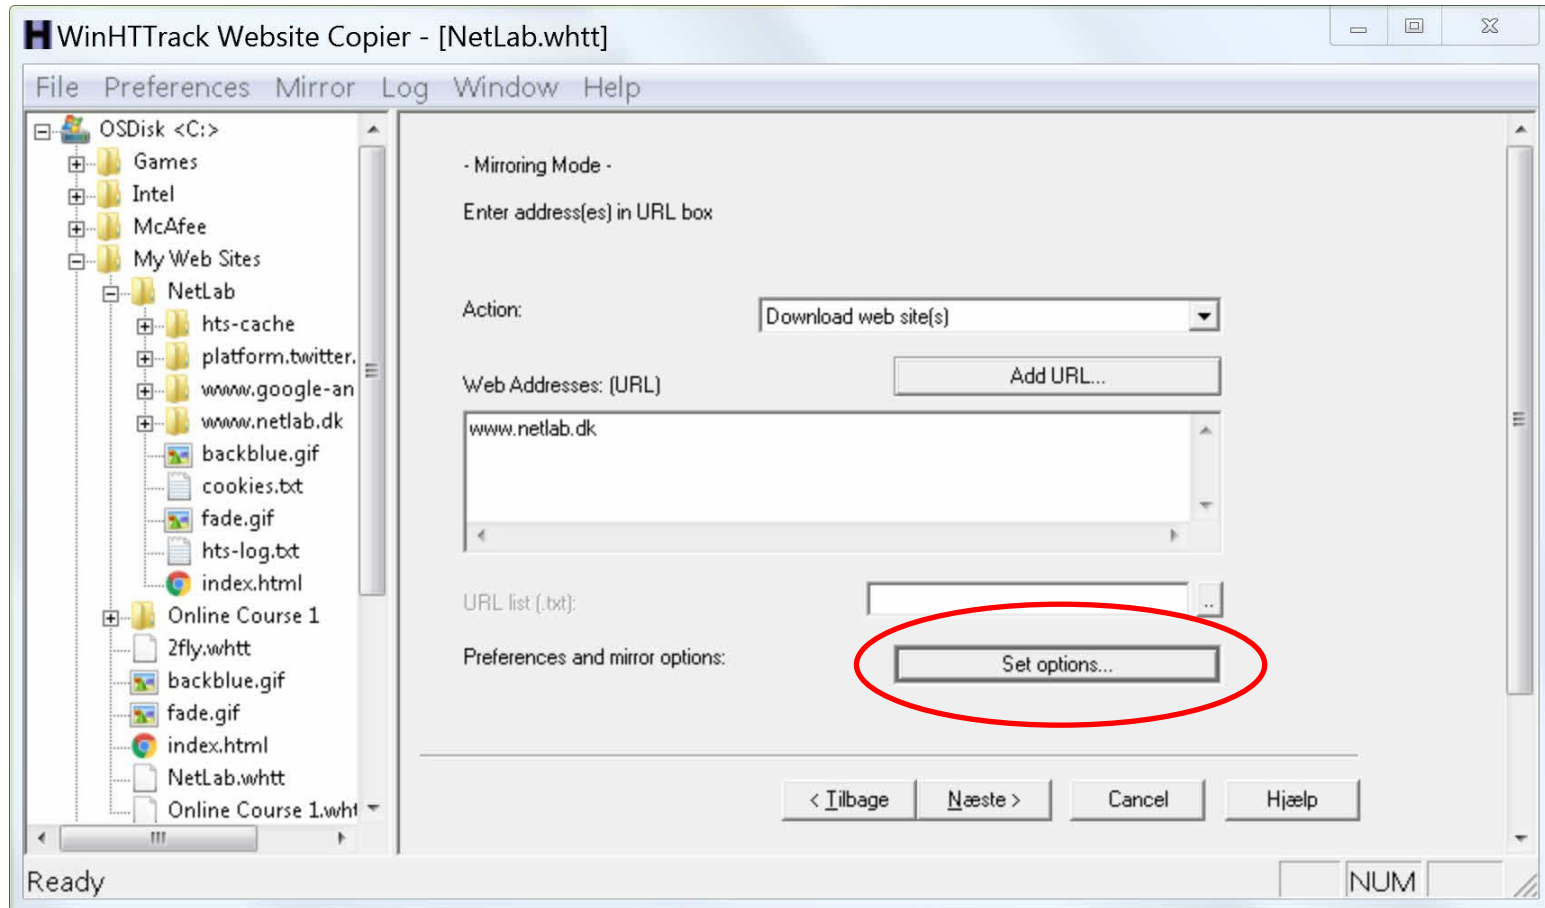 WinHTTrack Website Copier - [NetLab.whtt]
File Preferences Mirror Log Window Help
OSDisk <C:>
Games
Intel
McAfee
My Web Sites
NetLab
hts-cache
platform.twitter.
www.google-an
www.netlab.dk
backblue.gif
cookies.txt
fade.gif
hts-log.txt
index.html
Online Course 1
2fly.whtt
backblue.gif
fade.gif
index.html
NetLab.whtt
Online Course 1.wht
- Mirroring Mode -
Enter address(es) in URL box
Action:
Download web site(s)
Web Addresses: (URL)
Add URL...
www.netlab.dk
URL list (.txt):
..
Preferences and mirror options:
Set options...
< Tilbage
Næste >
Cancel
Hjælp
Ready
NUM